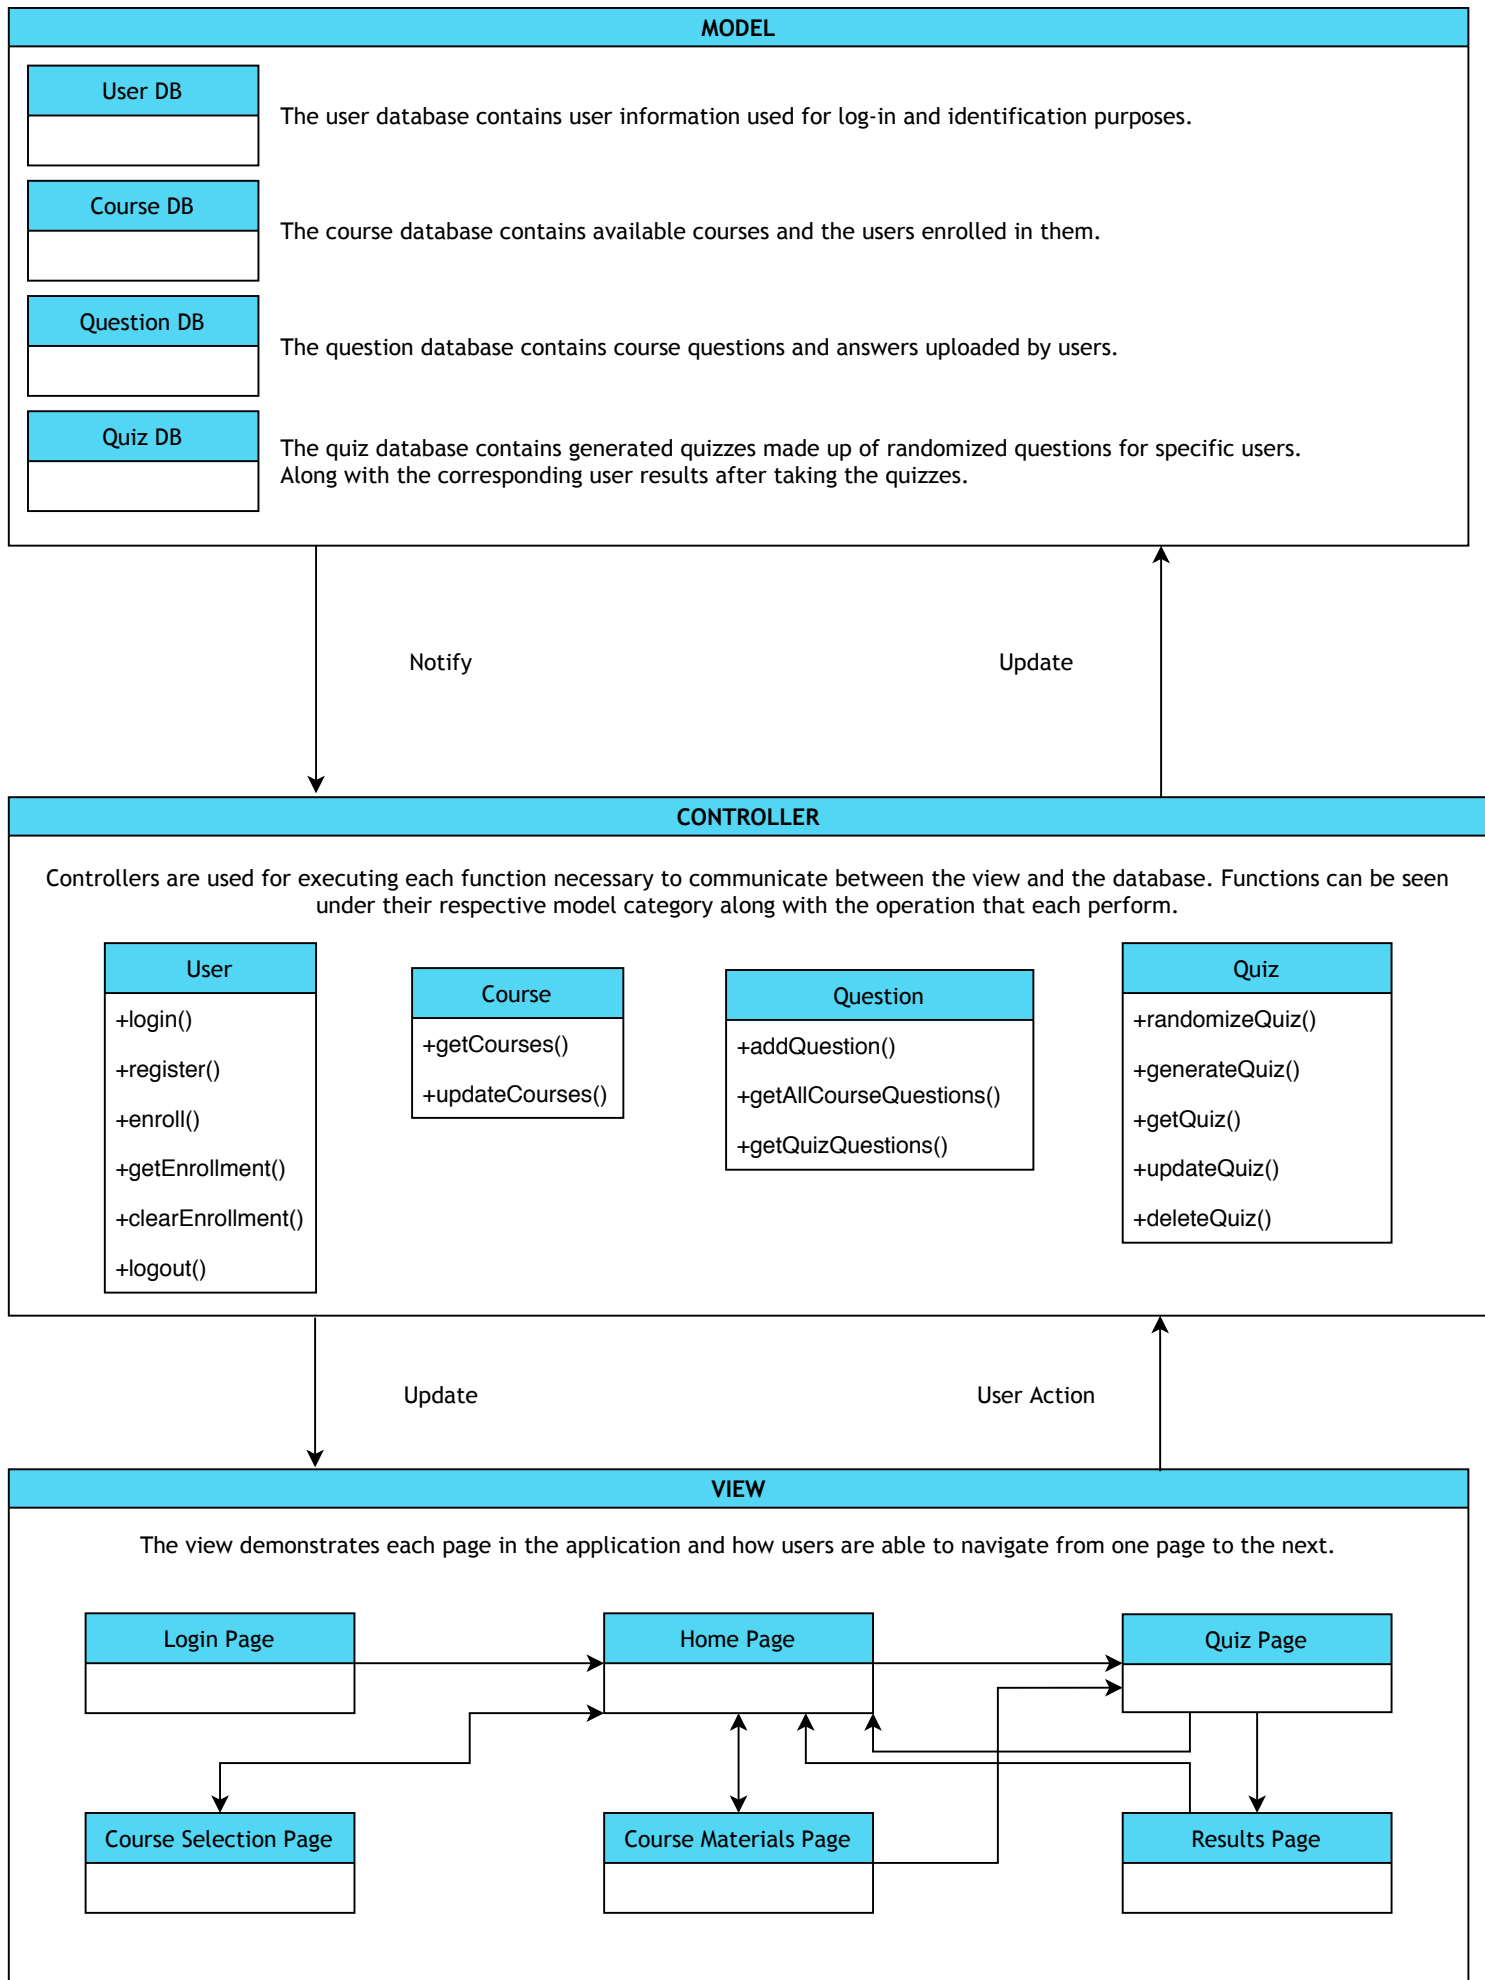 MODEL
User DB
The user database contains user information used for log-in and identification purposes.
Course DB
The course database contains available courses and the users enrolled in them.
Question DB
The question database contains course questions and answers uploaded by users.
Quiz DB
The quiz database contains generated quizzes made up of randomized questions for specific users.
Along with the corresponding user results after taking the quizzes.
Notify
Update
CONTROLLER
Controllers are used for executing each function necessary to communicate between the view and the database. Functions can be seen
under their respective model category along with the operation that each perform.
User
+login()
+register()
+enroll()
+getEnrollment()
+clearEnrollment()
+logout()
Course
+getCourses()
+updateCourses()
Question
+addQuestion()
+getAllCourseQuestions()
+getQuizQuestions()
Quiz
+randomizeQuiz()
+generateQuiz()
+getQuiz()
+updateQuiz()
+deleteQuiz()
Update
User Action
VIEW
The view demonstrates each page in the application and how users are able to navigate from one page to the next.
Login Page
Home Page
Quiz Page
Course Selection Page
Course Materials Page
Results Page